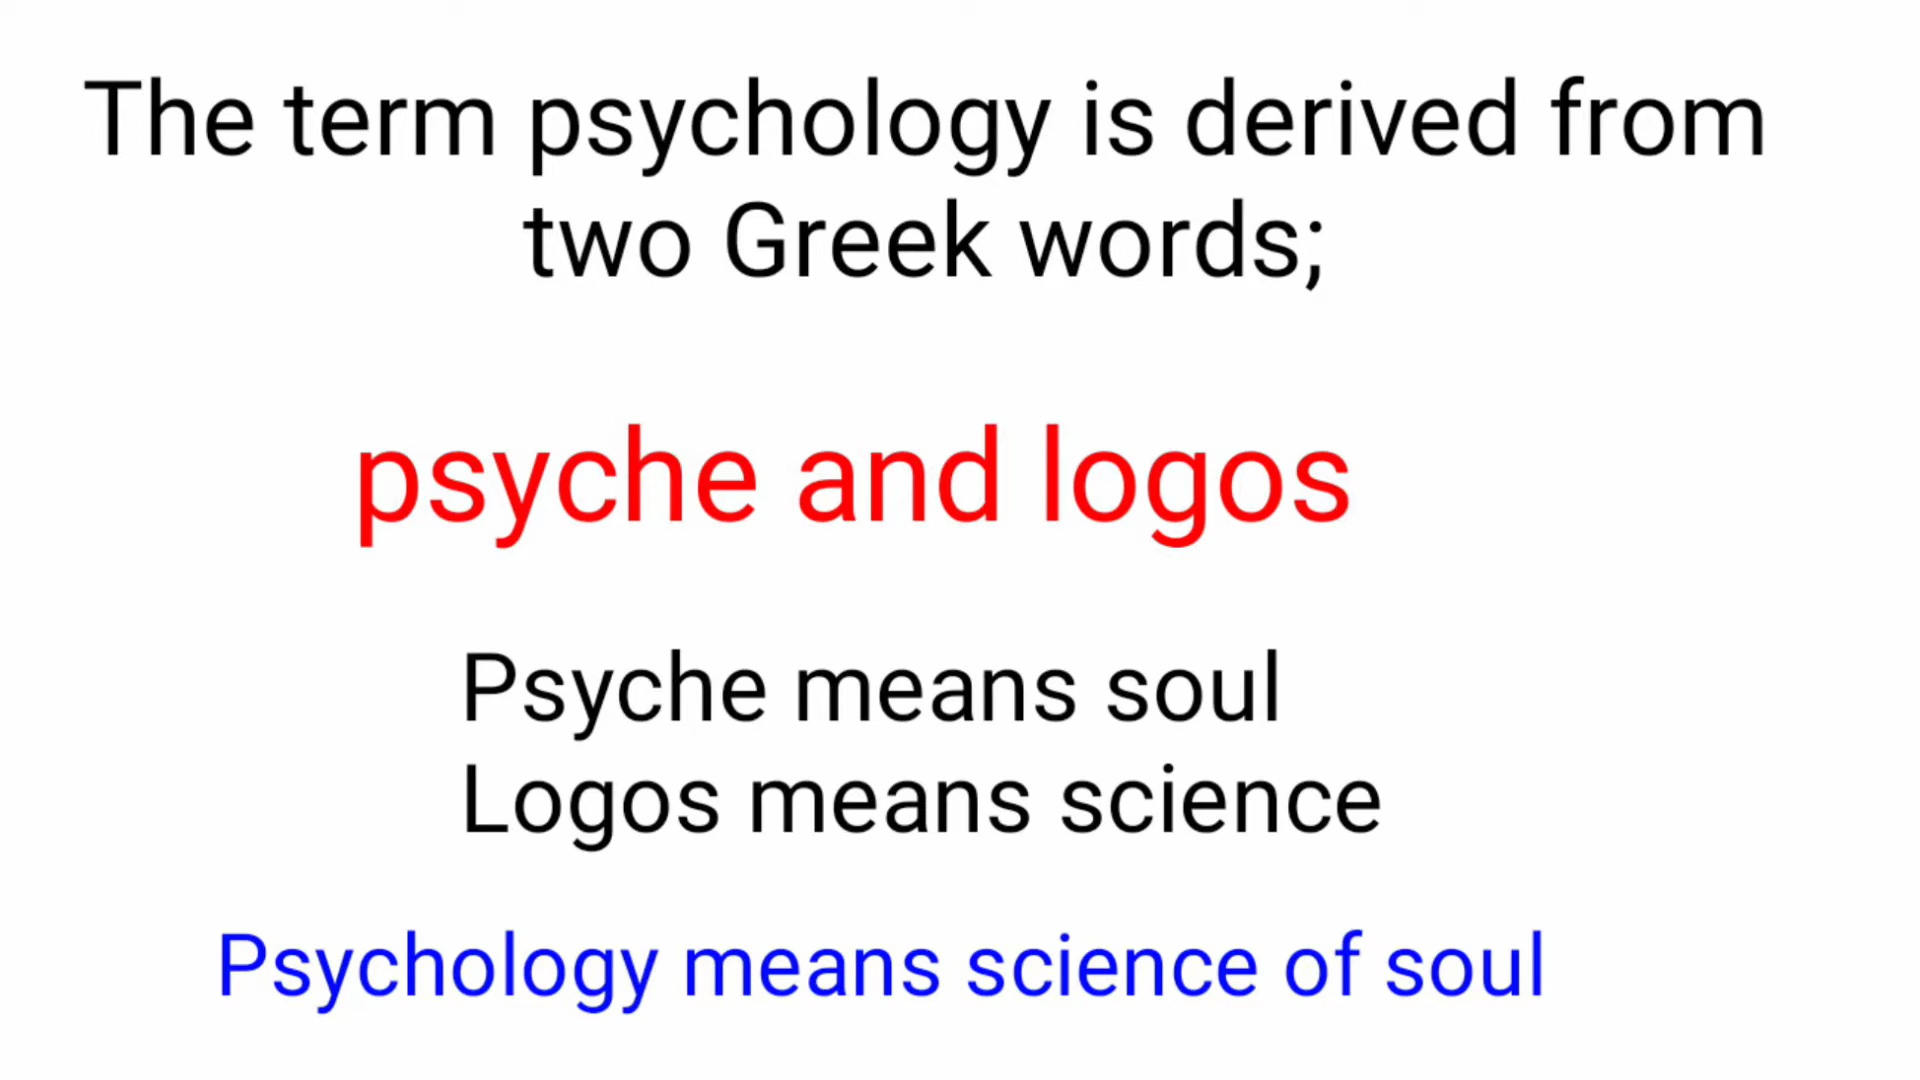 The term psychology is derived from
two Greek words;
psyche and logos
Psyche means soul
Logos means science
Psychology means science of soul